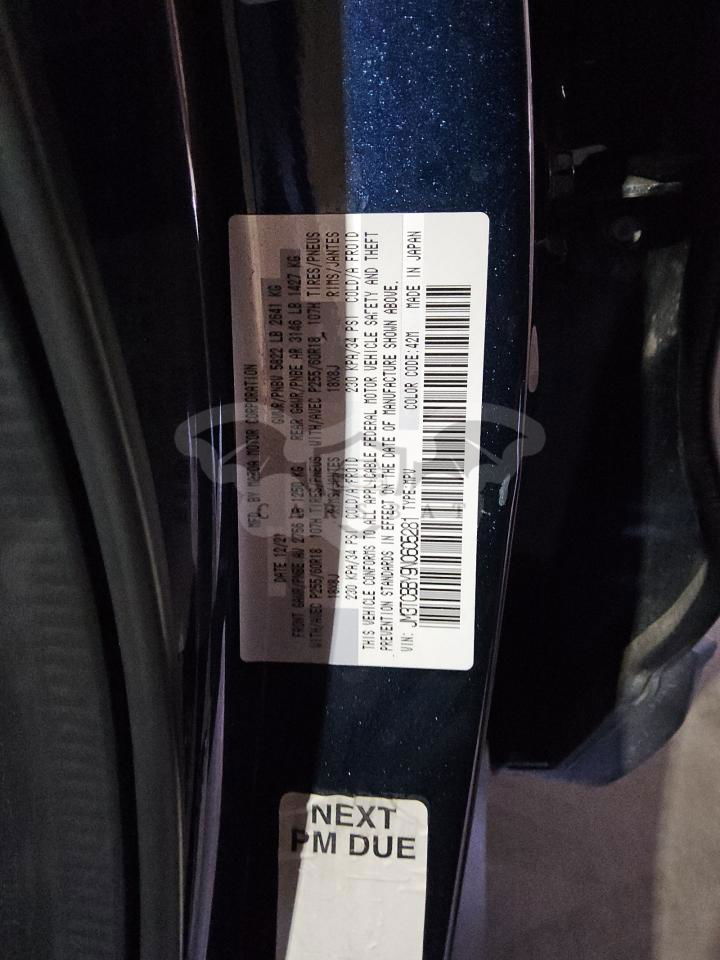 MFD BY MAZDA MOTOR CORPORATION
DATE 12/21 GVWR/PNBV 5822 LB 2641 KG
FRONT GAWR/PNBE AV 2756 LB 1250 KG REAR GAWR/PNBE AR 3146 LB 1427 KG
WITH/AVEC P255/60R18 107H TIRES/PNEUS WITH/AVEC P255/60R18, 107H TIRES/PNEUS
18X8J RIMS/JANTES 18X8J RIMS/JANTES
230 KPA/34 PSI COLD/A FROID 230 KPA/34 PSI COLD/A FROID
THIS VEHICLE CONFORMS TO ALL APPLICABLE FEDERAL MOTOR VEHICLE SAFETY AND THEFT
PREVENTION STANDARDS IN EFFECT ON THE DATE OF MANUFACTURE SHOWN ABOVE.
VIN: JM3TCBBY9N0605281 TYPE:MPV COLOR CODE:42M MADE IN JAPAN
NEXT
PM DUE